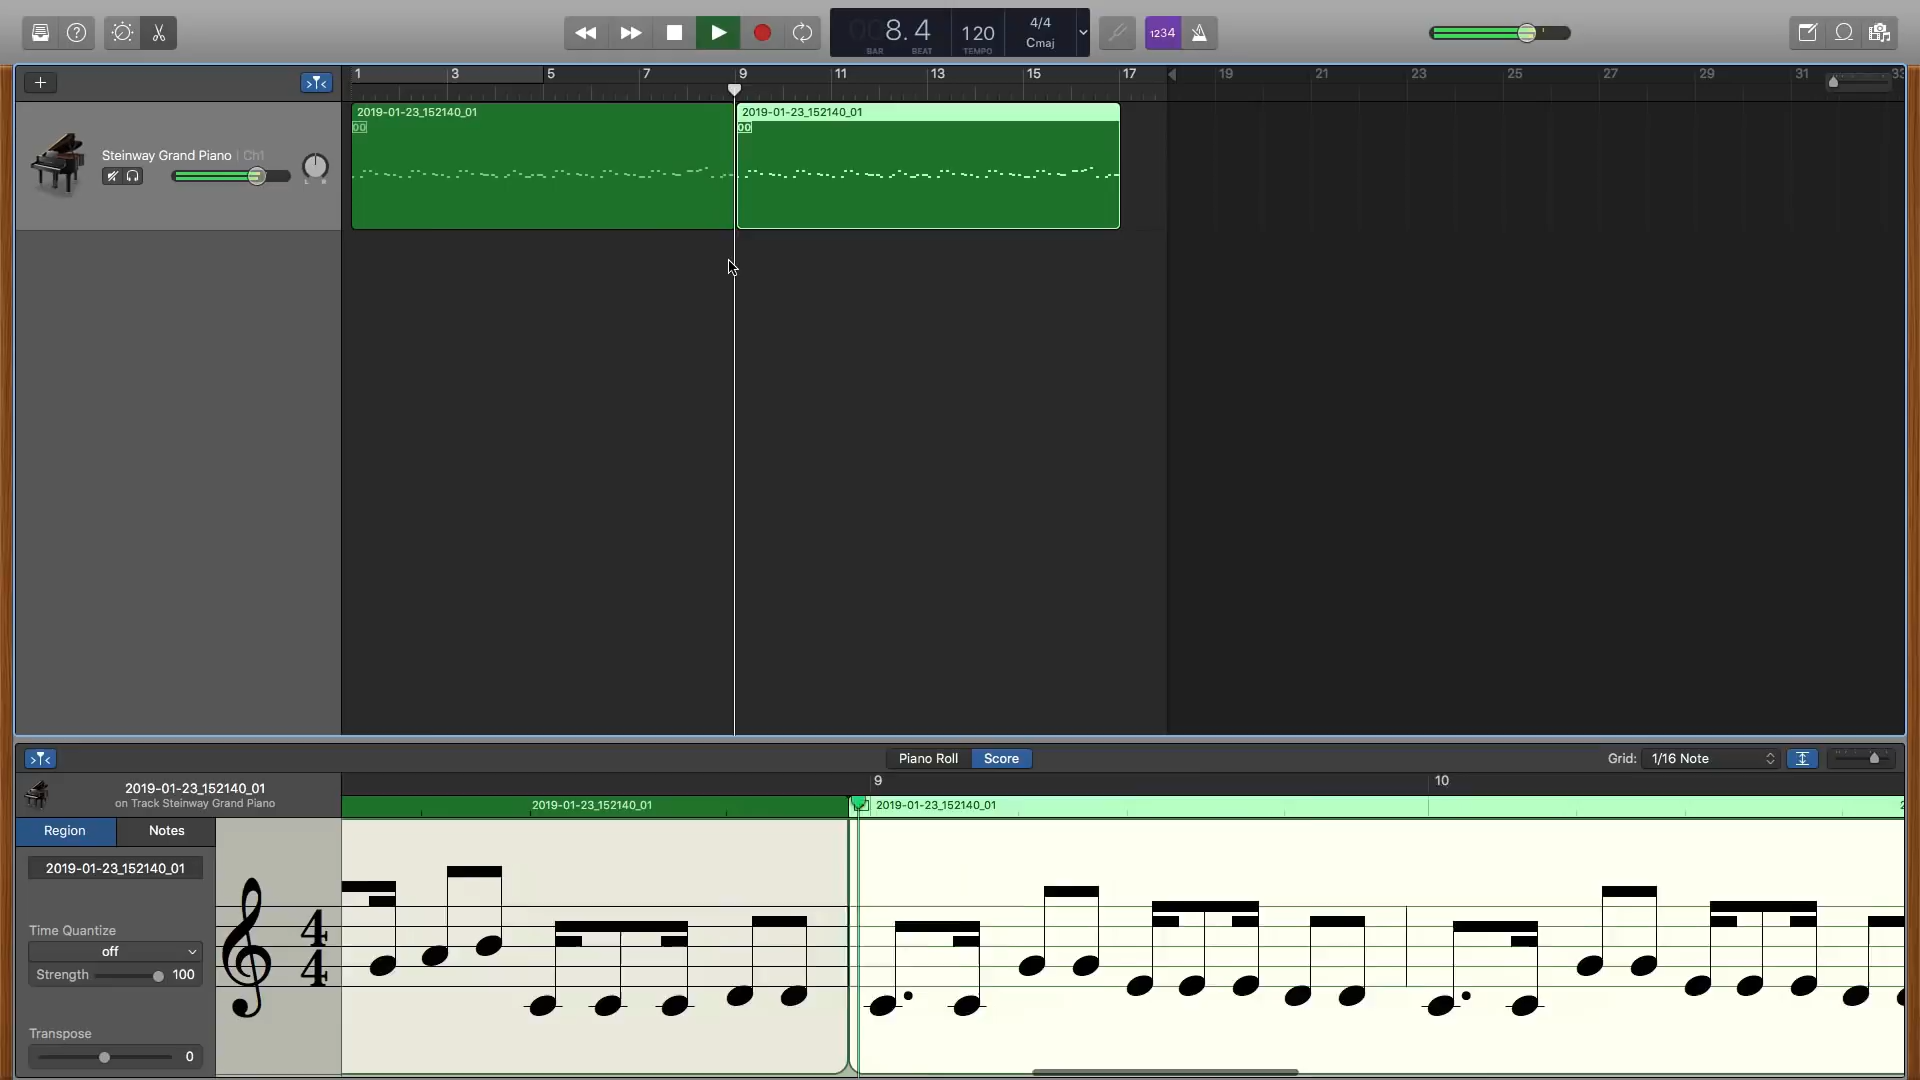 8.4
BAR BEAT
120
TEMPO
4/4
Cmaj
1234
1 3 5 7 9 11 13 15 17 19 21 23 25 27 29 31 33
2019-01-23_152140_01
2019-01-23_152140_01
Steinway Grand Piano | Ch1
L R
Piano Roll
Score
Grid: 1/16 Note
2019-01-23_152140_01
on Track Steinway Grand Piano
9 10
2019-01-23_152140_01
2019-01-23_152140_01
Region
Notes
2019-01-23_152140_01
Time Quantize
off
Strength 100
Transpose
0
4
4